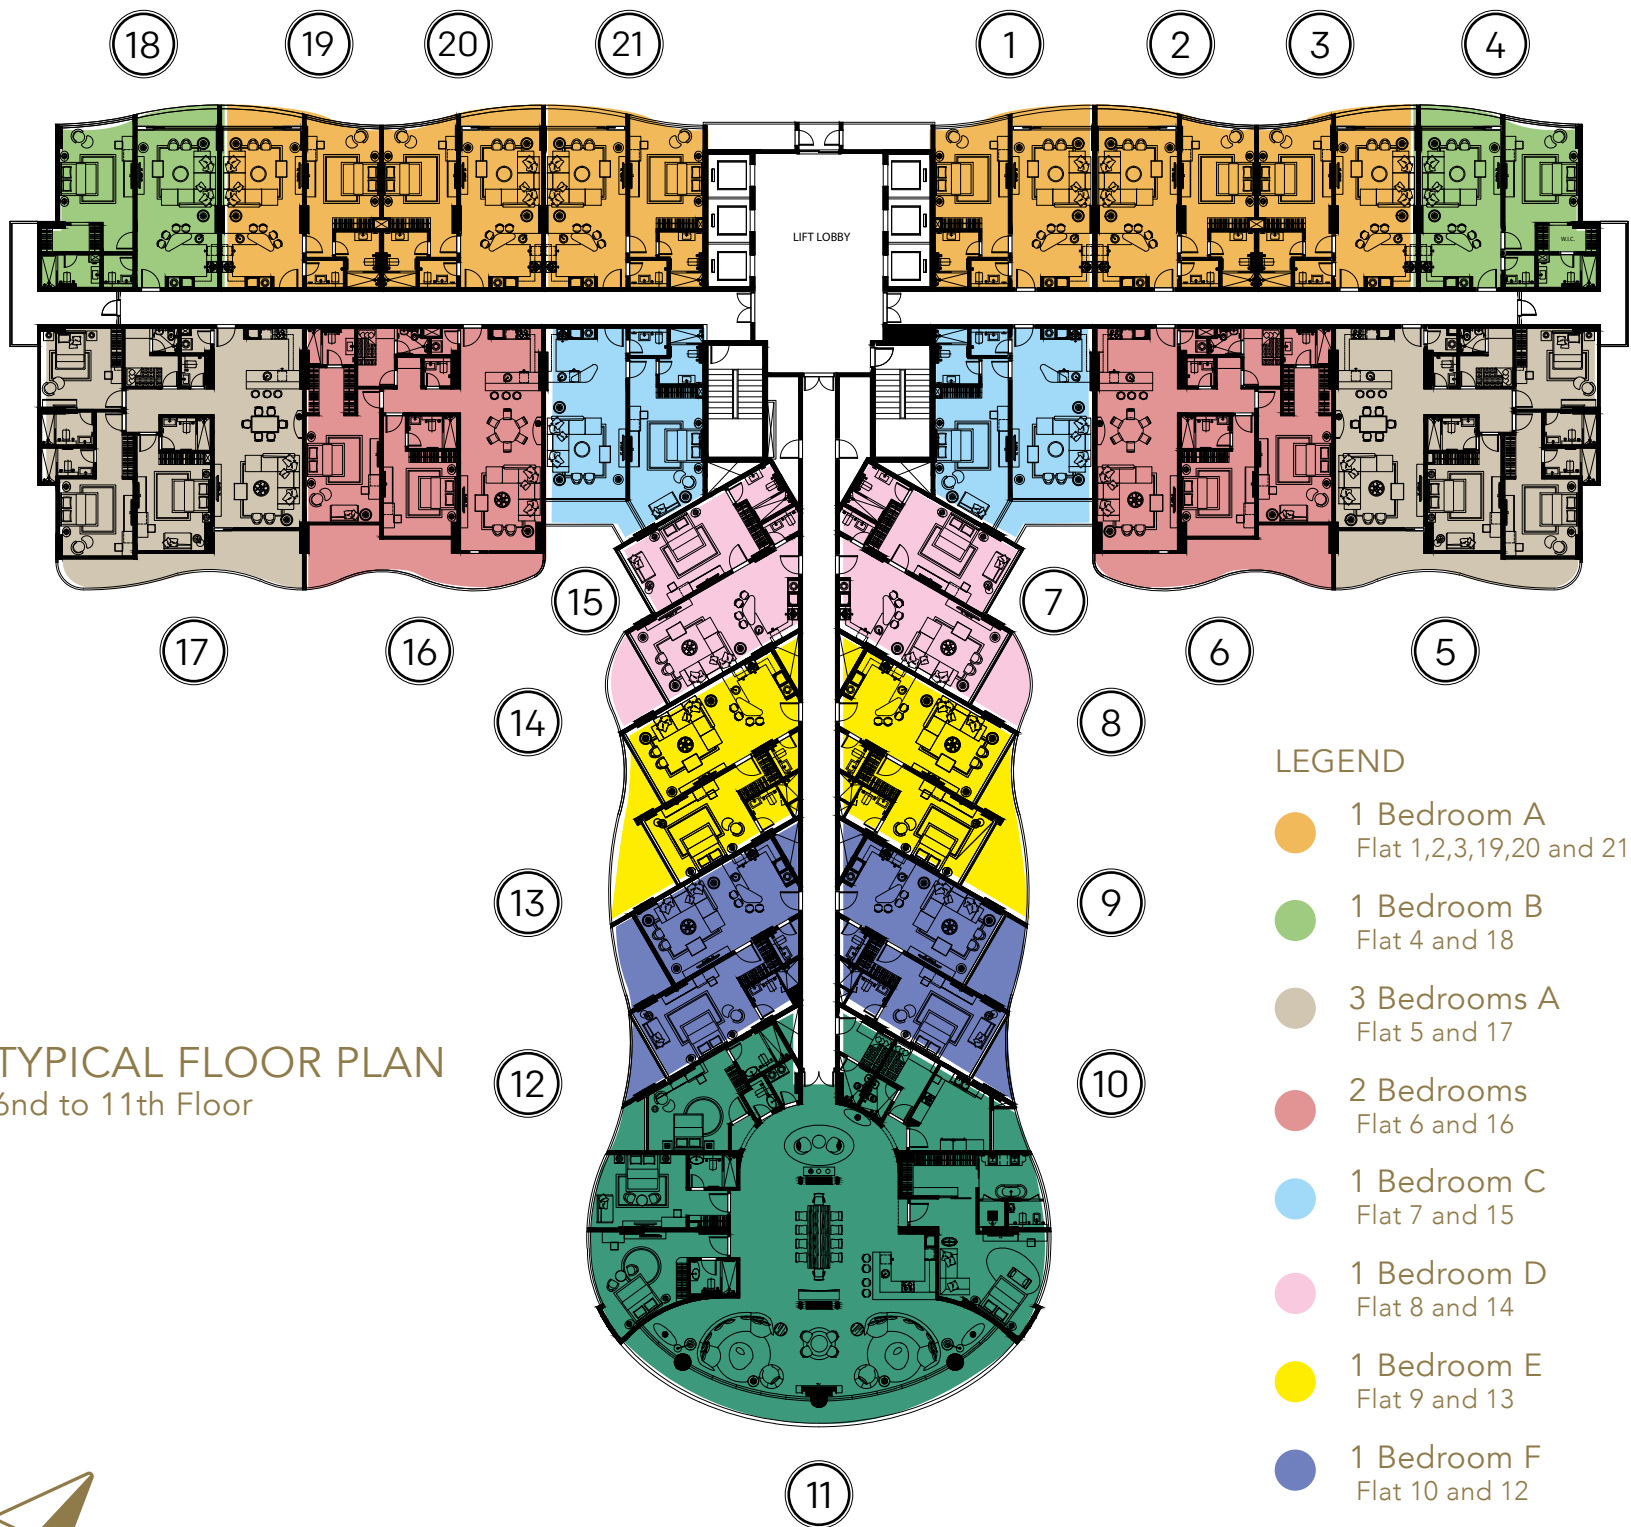 18
19
20
21
1
2
3
4
LIFT LOBBY
W.I.C.
15
7
17
16
6
5
14
8
LEGEND
1 Bedroom A
Flat 1,2,3,19,20 and 21
13
9
1 Bedroom B
Flat 4 and 18
3 Bedrooms A
Flat 5 and 17
TYPICAL FLOOR PLAN
6nd to 11th Floor
12
10
2 Bedrooms
Flat 6 and 16
1 Bedroom C
Flat 7 and 15
1 Bedroom D
Flat 8 and 14
1 Bedroom E
Flat 9 and 13
1 Bedroom F
Flat 10 and 12
11